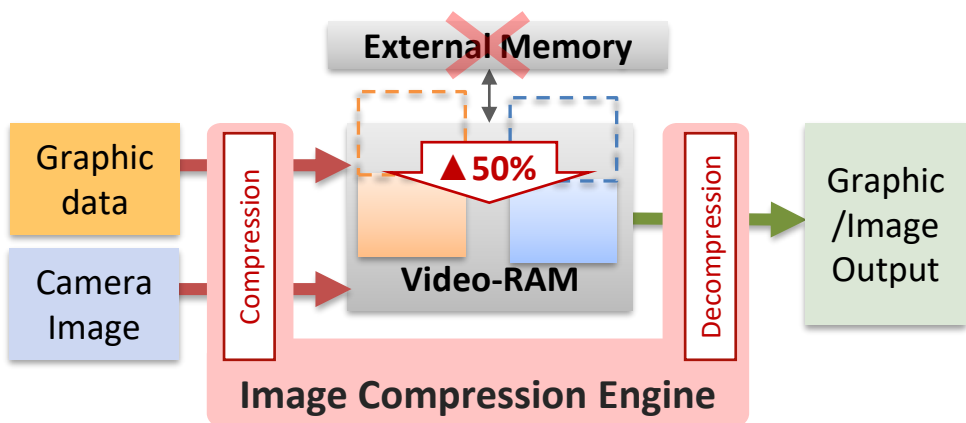 External Memory
Graphic
data
Camera
Image
Compression
▲50%
Video-RAM
Decompression
Graphic
/Image
Output
Image Compression Engine